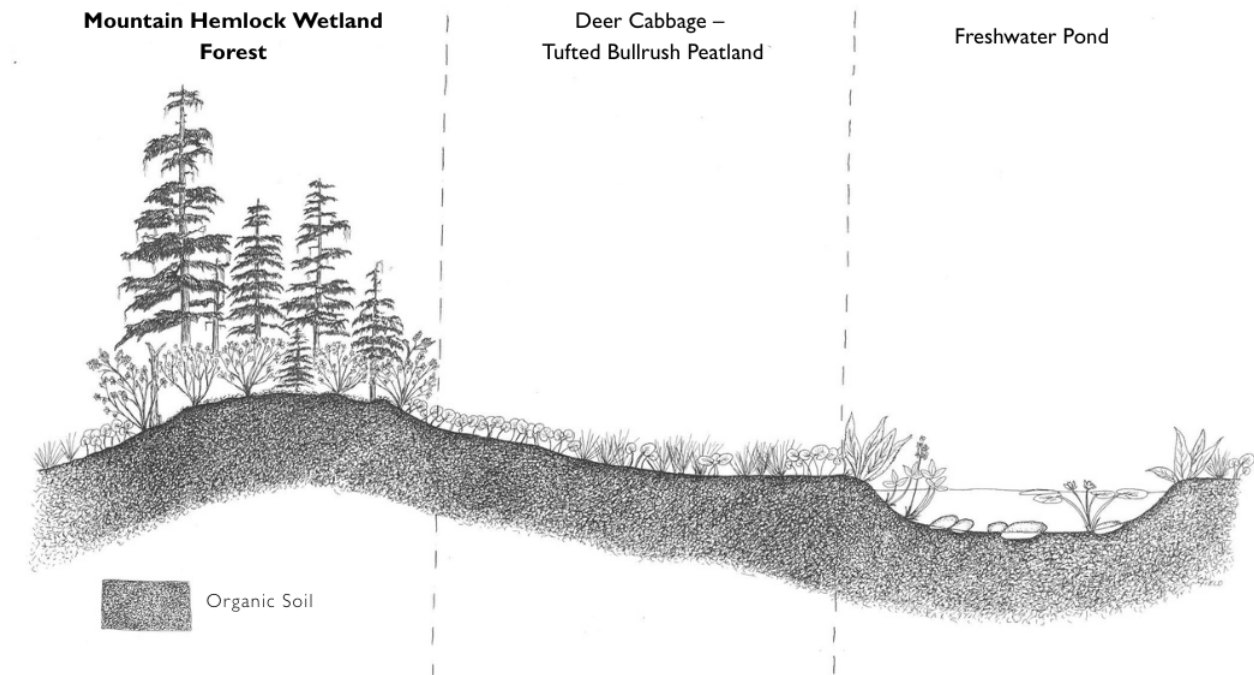 Mountain Hemlock Wetland
Forest
Deer Cabbage –
Tufted Bullrush Peatland
Freshwater Pond
Organic Soil